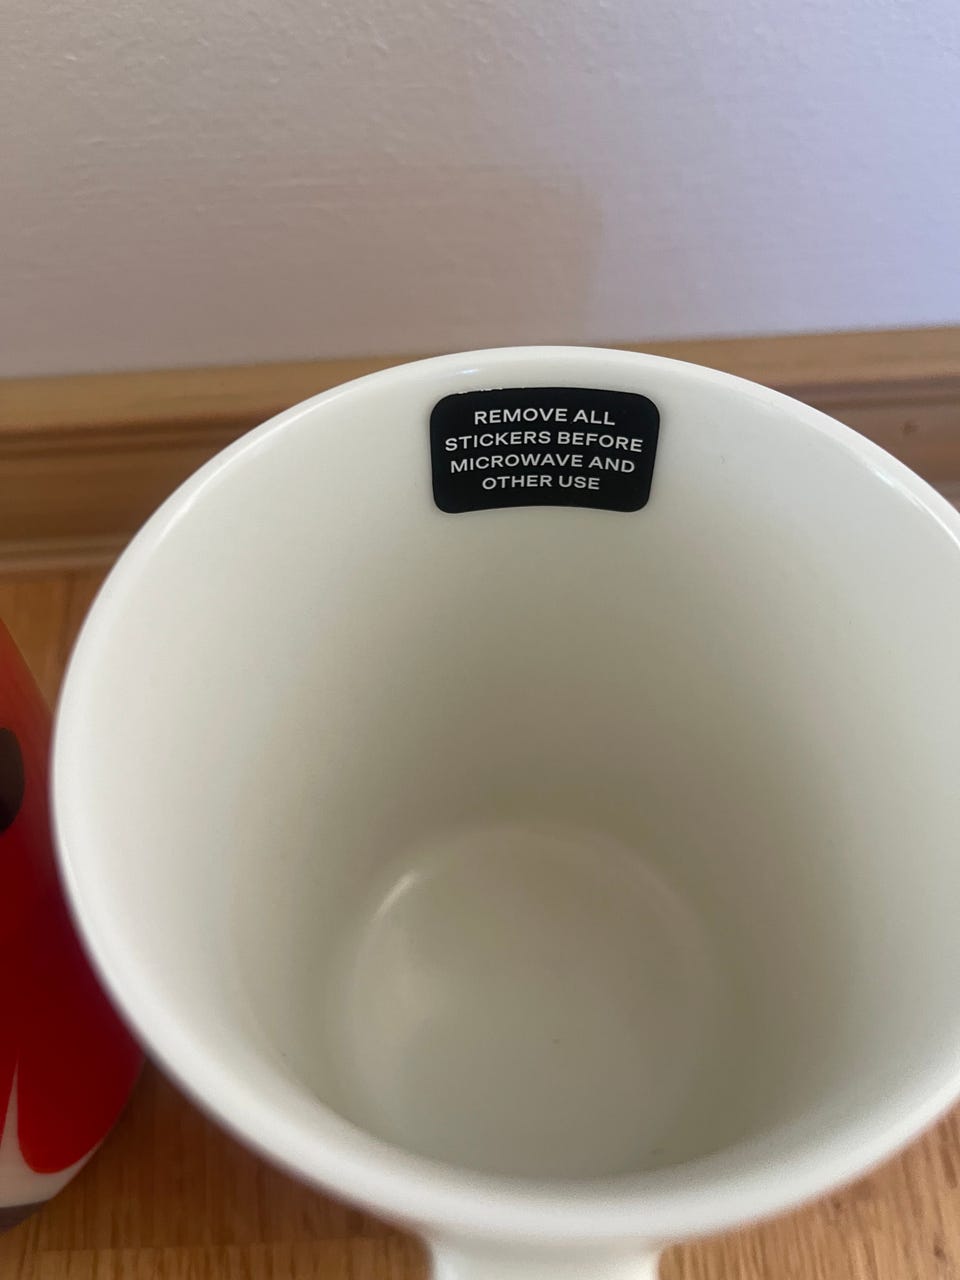 REMOVE ALL
STICKERS BEFORE
MICROWAVE AND
OTHER USE